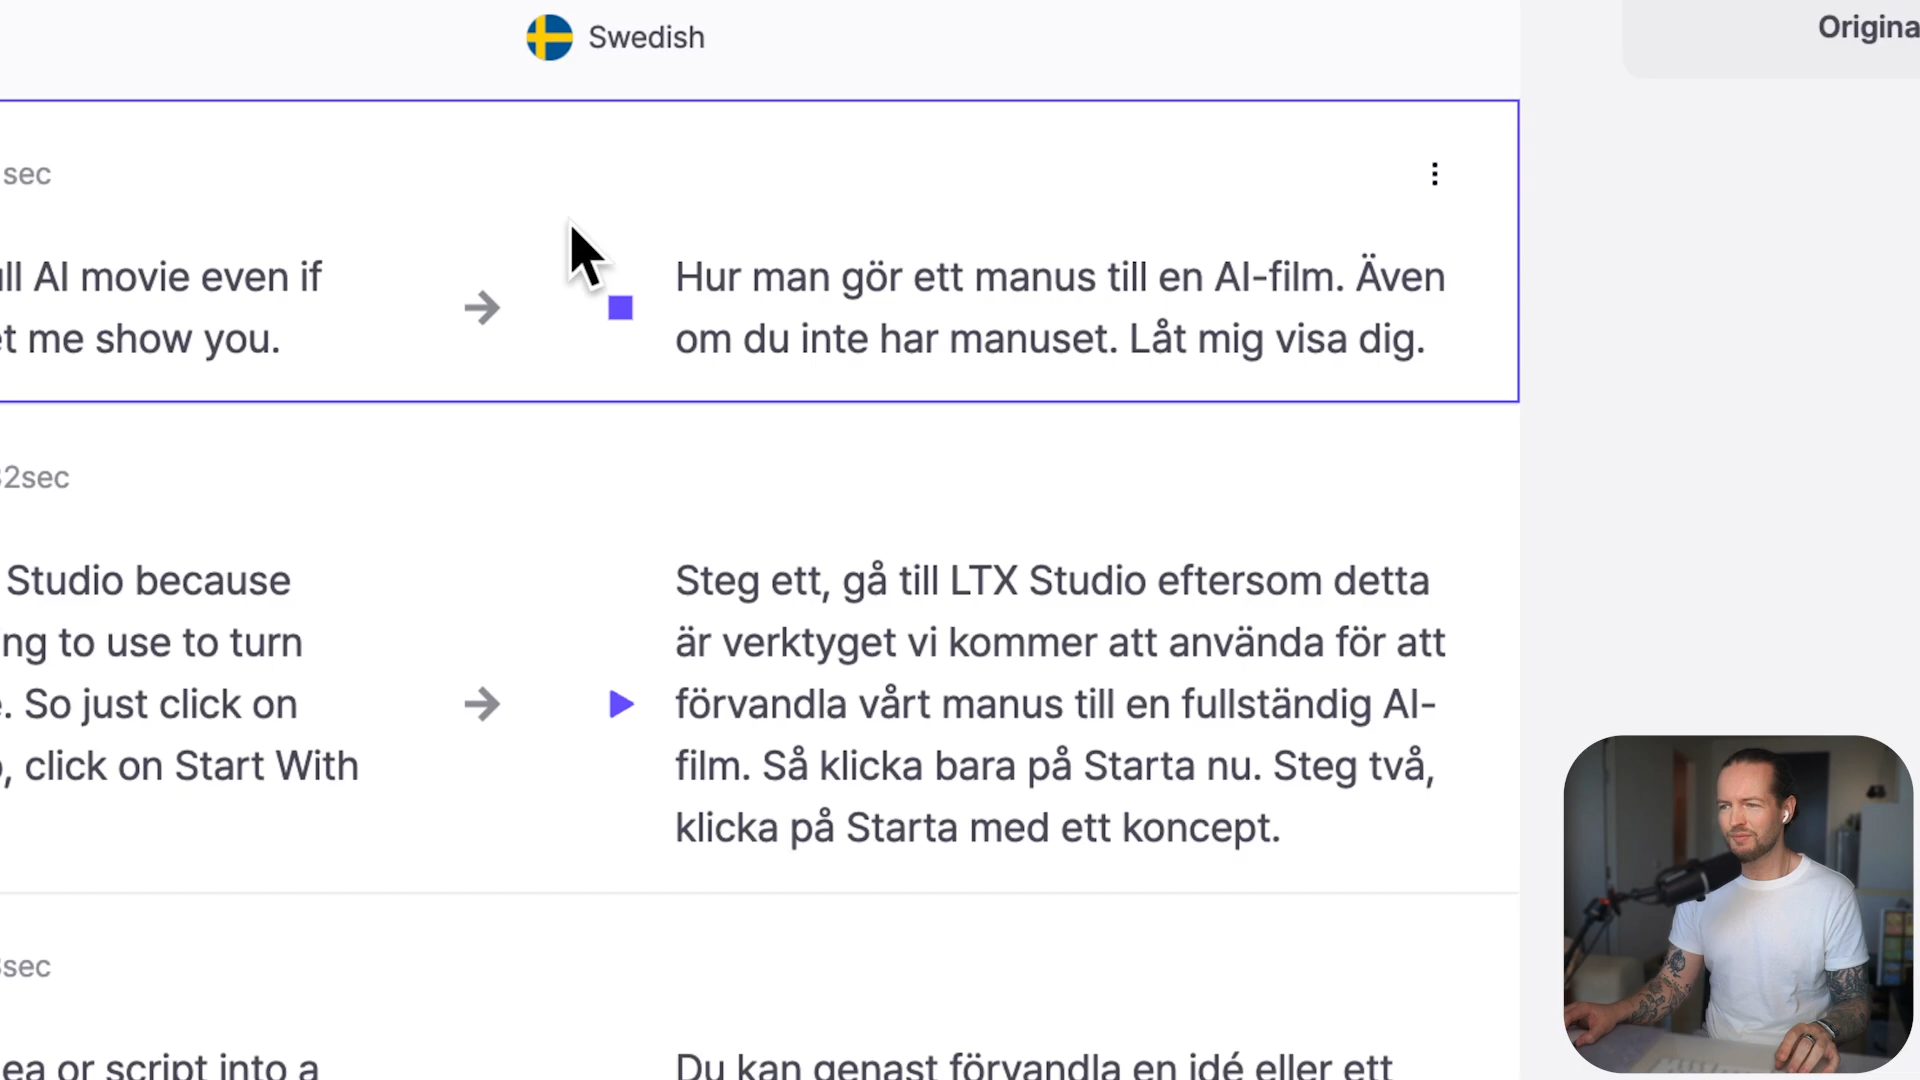 Swedish
sec
AI movie even if
me show you.
Hur man gör ett manus till en AI-film. Även
om du inte har manuset. Låt mig visa dig.
2sec
Studio because
to use to turn
So just click on
click on Start With
Steg ett, gå till LTX Studio eftersom detta
är verktyget vi kommer att använda för att
förvandla vårt manus till en fullständig AI-
film. Så klicka bara på Starta nu. Steg två,
klicka på Starta med ett koncept.
sec
or script into a
Du kan genast förvandla en idé eller ett